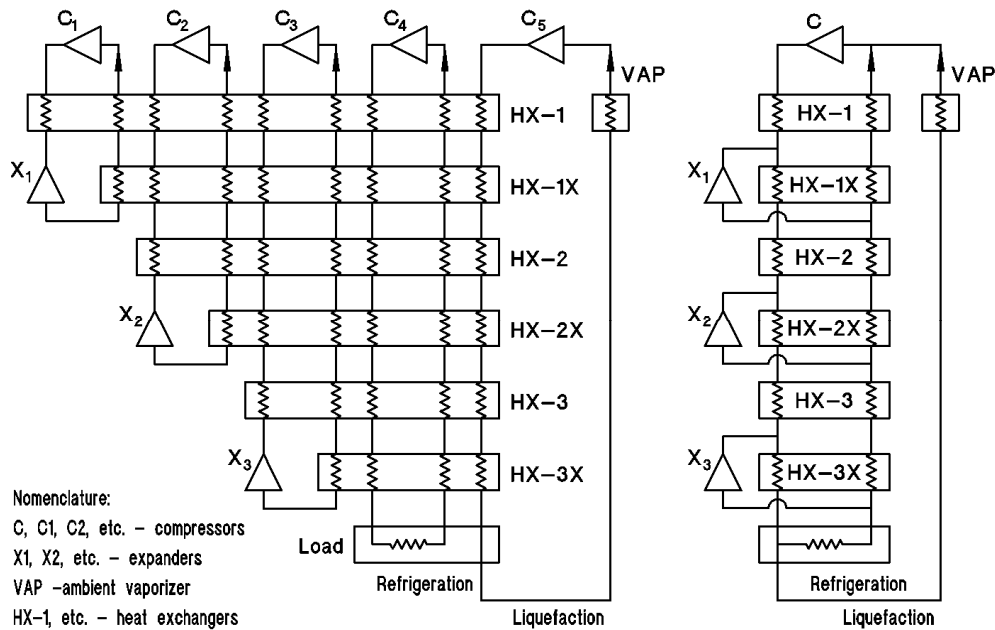 C1 C2 C3 C4 C5 C
VAP VAP
HX-1 HX-1
X1 X1
HX-1X HX-1X
HX-2 HX-2
X2 X2
HX-2X HX-2X
HX-3 HX-3
X3 X3
HX-3X HX-3X
Nomenclature:
C, C1, C2, etc. – compressors
X1, X2, etc. – expanders
VAP –ambient vaporizer
HX-1, etc. – heat exchangers
Load
Refrigeration Refrigeration
Liquefaction Liquefaction